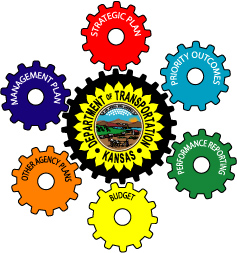 STRATEGIC PLAN
PRIORITY OUTCOMES
MANAGEMENT PLAN
DEPARTMENT OF TRANSPORTATION
KANSAS
PERFORMANCE REPORTING
OTHER AGENCY PLANS
BUDGET